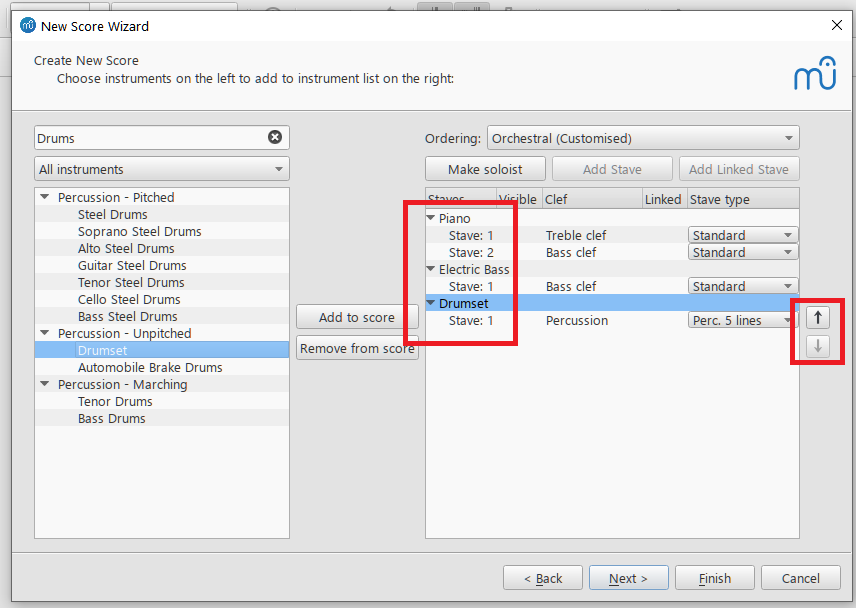 New Score Wizard
Create New Score
Choose instruments on the left to add to instrument list on the right:
Drums
Ordering: Orchestral (Customised)
All instruments
Make soloist Add Stave Add Linked Stave
Percussion - Pitched
Steel Drums
Soprano Steel Drums
Alto Steel Drums
Guitar Steel Drums
Tenor Steel Drums
Cello Steel Drums
Bass Steel Drums
Percussion - Unpitched
Drumset
Automobile Brake Drums
Percussion - Marching
Tenor Drums
Bass Drums
Add to score
Remove from score
Staves Visible Clef Linked Stave type
Piano
Stave: 1 Treble clef Standard
Stave: 2 Bass clef Standard
Electric Bass
Stave: 1 Bass clef Standard
Drumset
Stave: 1 Percussion Perc. 5 lines
< Back Next > Finish Cancel